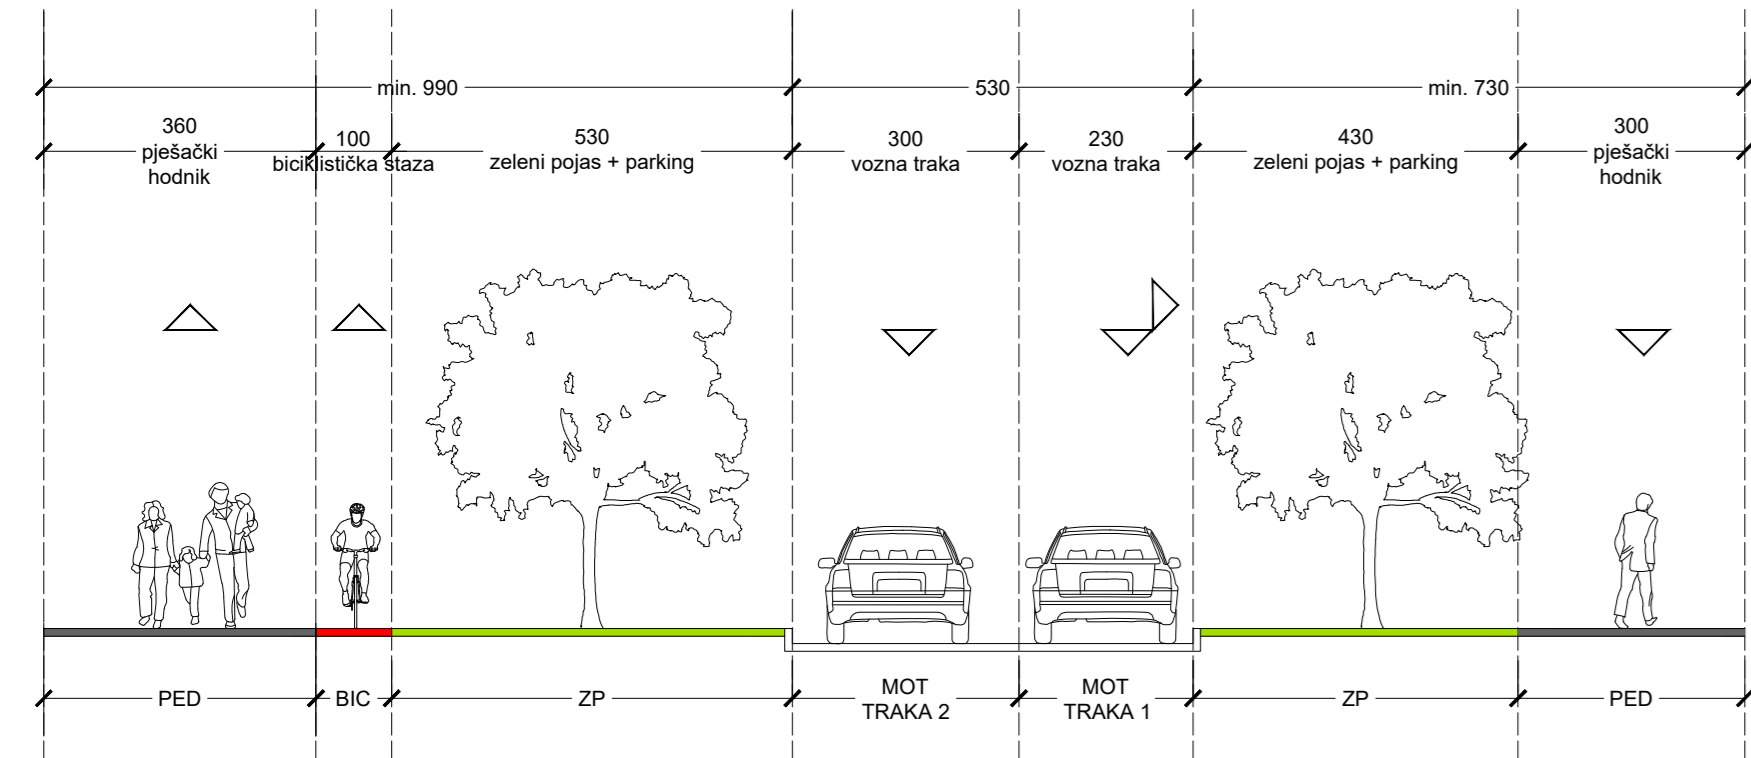 min. 990
530
min. 730
360
pješački
hodnik
100
biciklistička staza
530
zeleni pojas + parking
300
vozna traka
230
vozna traka
430
zeleni pojas + parking
300
pješački
hodnik
PED
BIC
ZP
MOT
TRAKA 2
MOT
TRAKA 1
ZP
PED